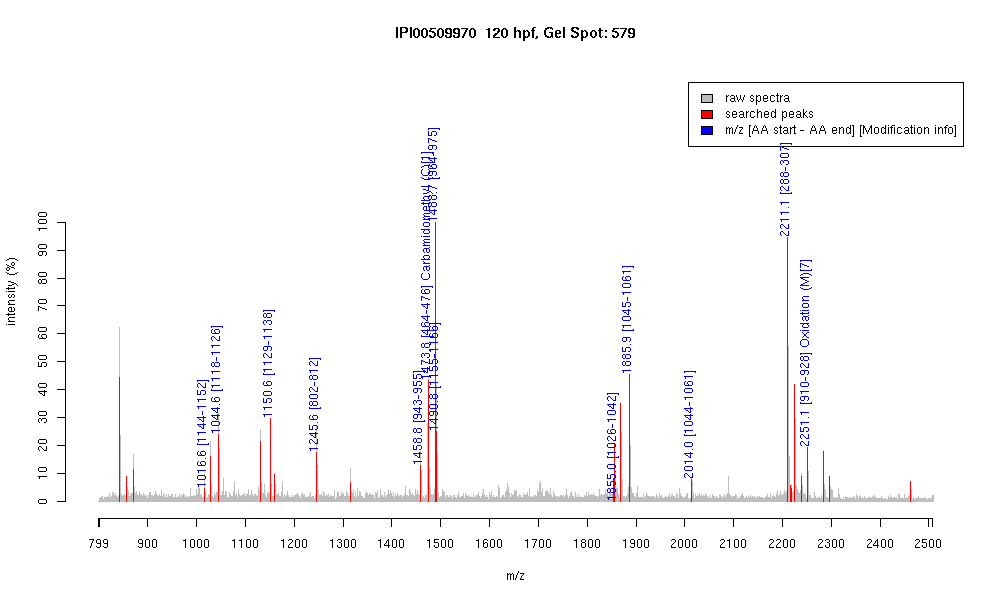 IPI00509970 120 hpf, Gel Spot: 579
raw spectra
searched peaks
m/z [AA start - AA end] [Modification info]
intensity (%)
100
90
80
70
60
50
40
30
20
10
0
1016.6 [1144-1152]
1044.6 [1118-1126]
1150.6 [1129-1138]
1245.6 [802-812]
1458.8 [943-955]
1473.8 [464-476] Carbamidomethyl (C)[1]
[964-975]
1490.8 [1155-1166]
1855.0 [1026-1042]
1885.9 [1045-1061]
2014.0 [1044-1061]
2211.1 [288-307]
2251.1 [910-928] Oxidation (M)[7]
799 900 1000 1100 1200 1300 1400 1500 1600 1700 1800 1900 2000 2100 2200 2300 2400 2500
m/z